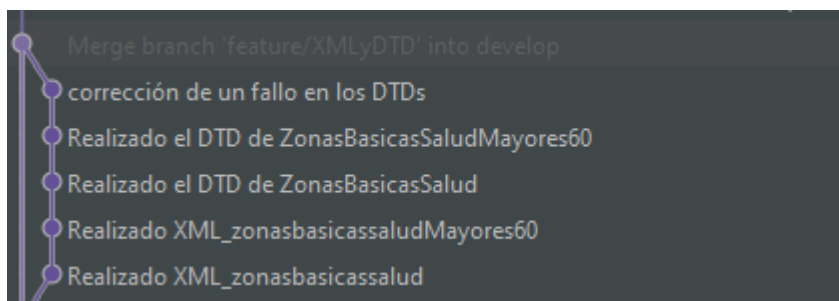 Merge branch 'feature/XMLyDTD' into develop
corrección de un fallo en los DTDs
Realizado el DTD de ZonasBasicasSaludMayores60
Realizado el DTD de ZonasBasicasSalud
Realizado XML_zonasbasicassaludMayores60
Realizado XML_zonasbasicassalud